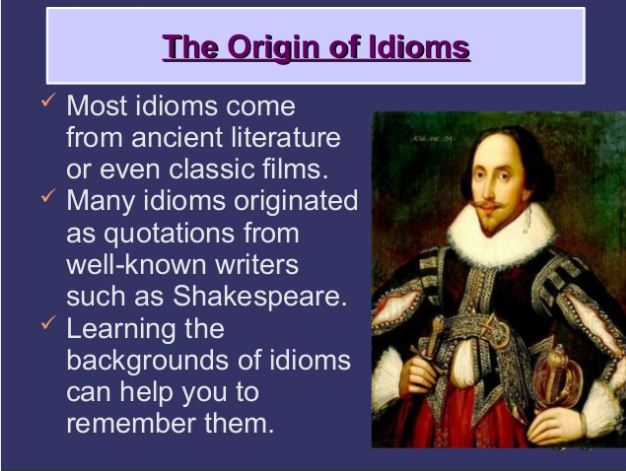 The Origin of Idioms
Most idioms come
from ancient literature
or even classic films.
Many idioms originated
as quotations from
well-known writers
such as Shakespeare.
Learning the
backgrounds of idioms
can help you to
remember them.